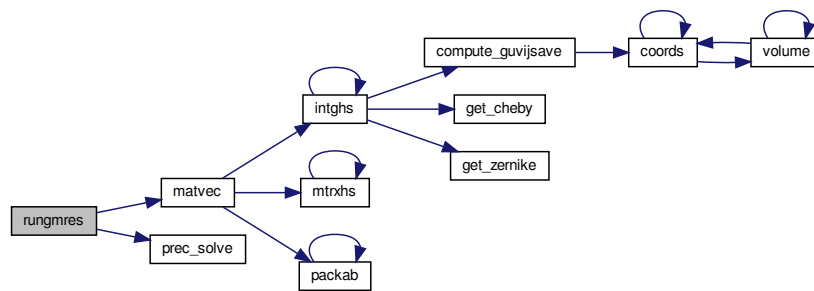 rungmres
matvec
prec_solve
intghs
mtrxhs
packab
compute_guvijsave
get_cheby
get_zernike
coords
volume